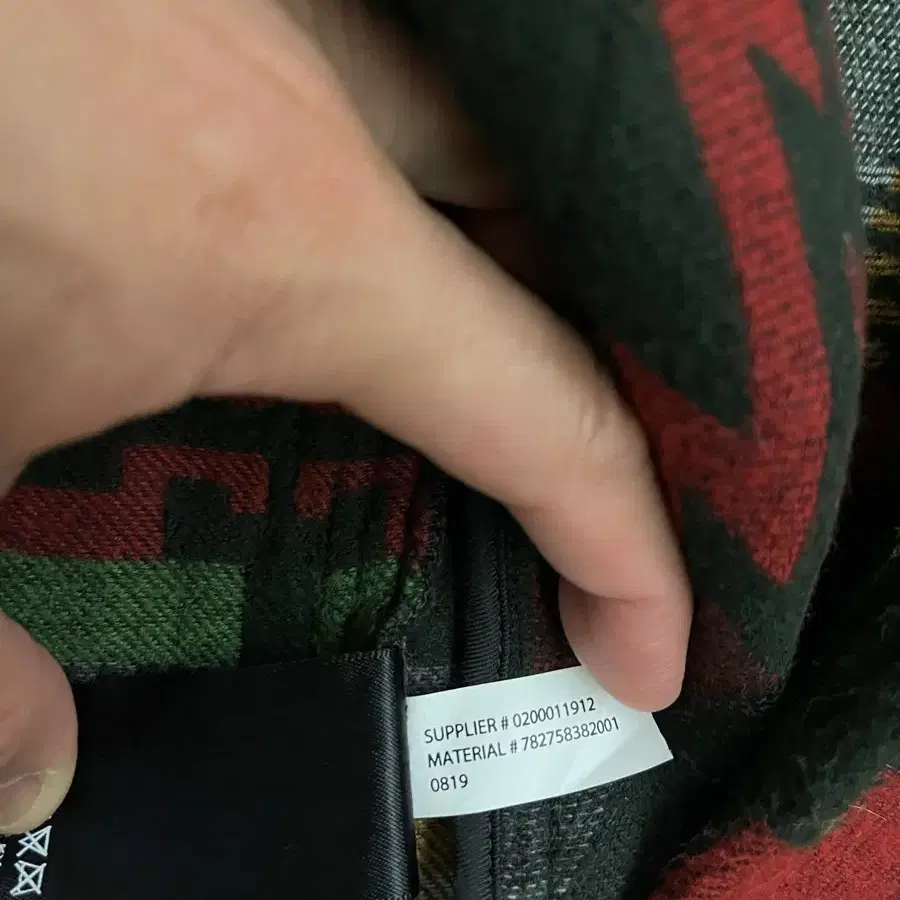 SUPPLIER # 0200011912
MATERIAL # 782758382001
0819